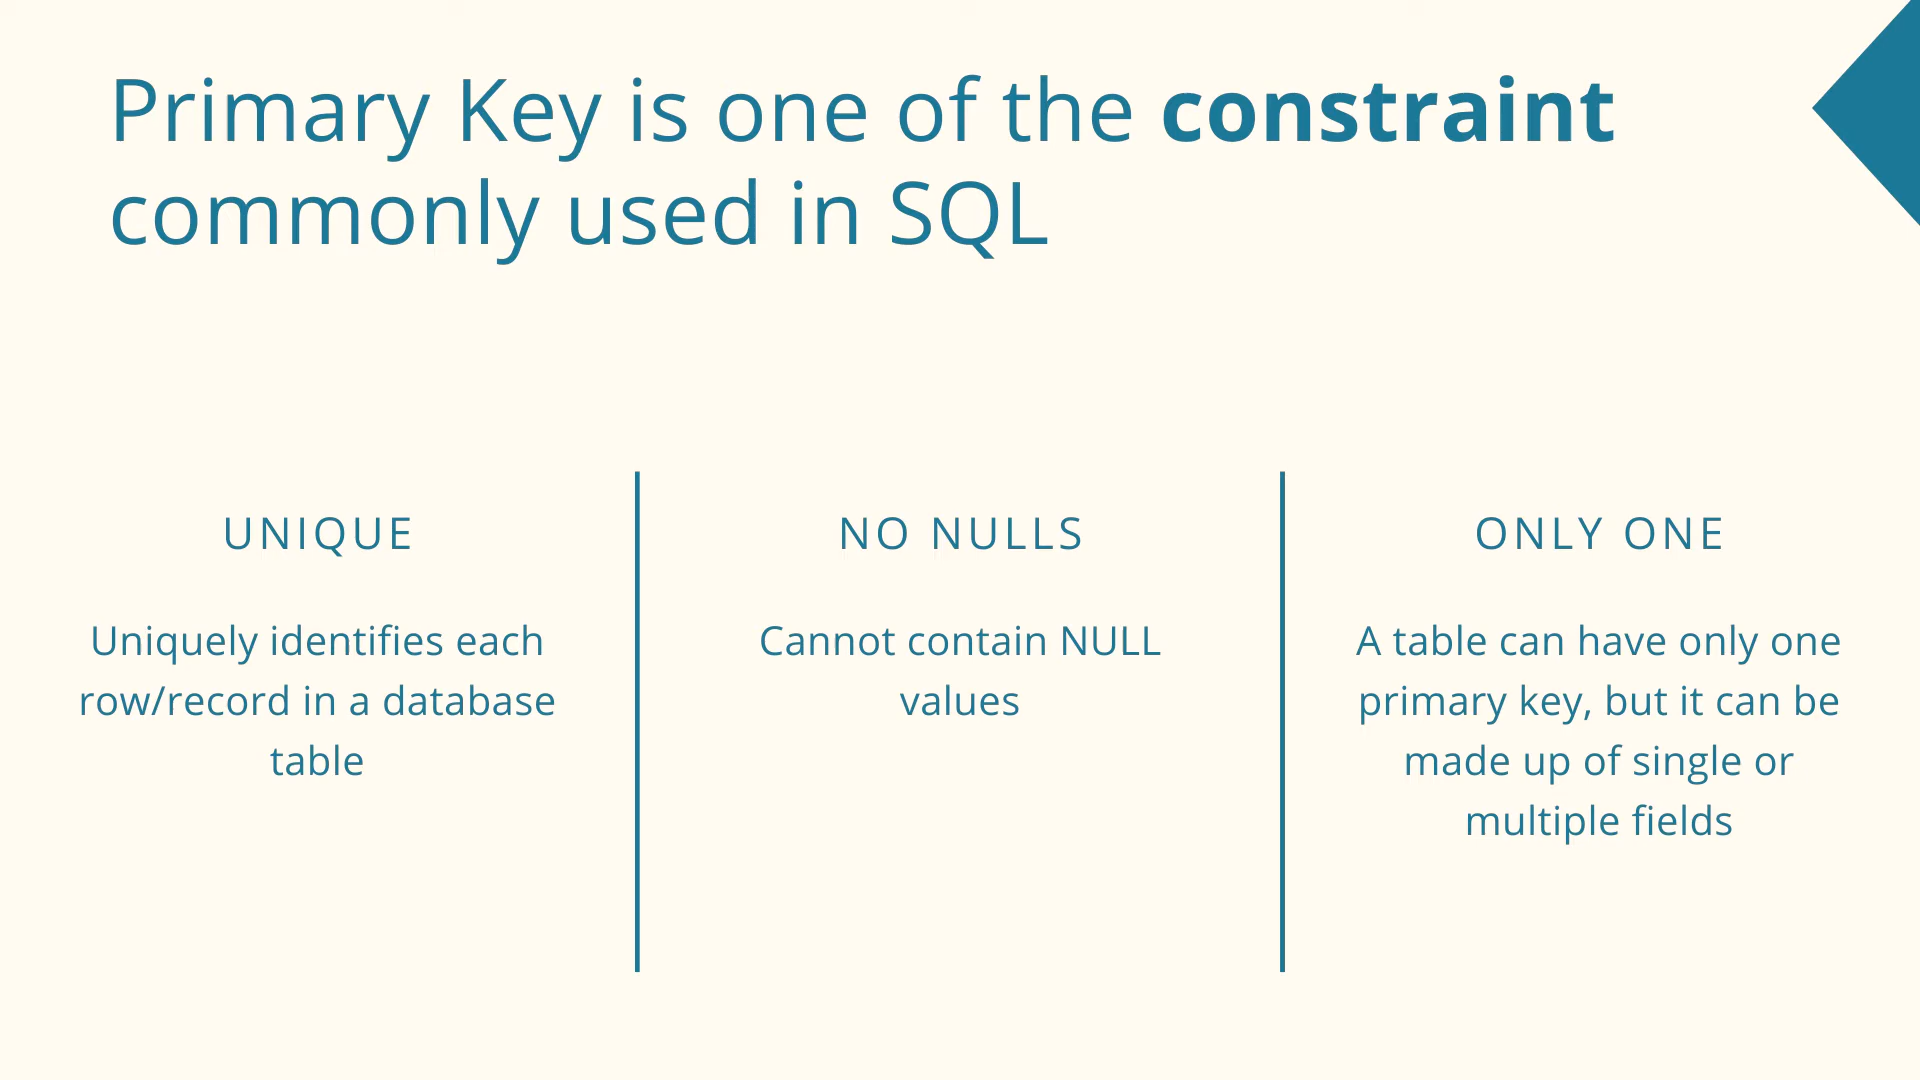 Primary Key is one of the constraint
commonly used in SQL
UNIQUE
Uniquely identifies each
row/record in a database
table
NO NULLS
Cannot contain NULL
values
ONLY ONE
A table can have only one
primary key, but it can be
made up of single or
multiple fields